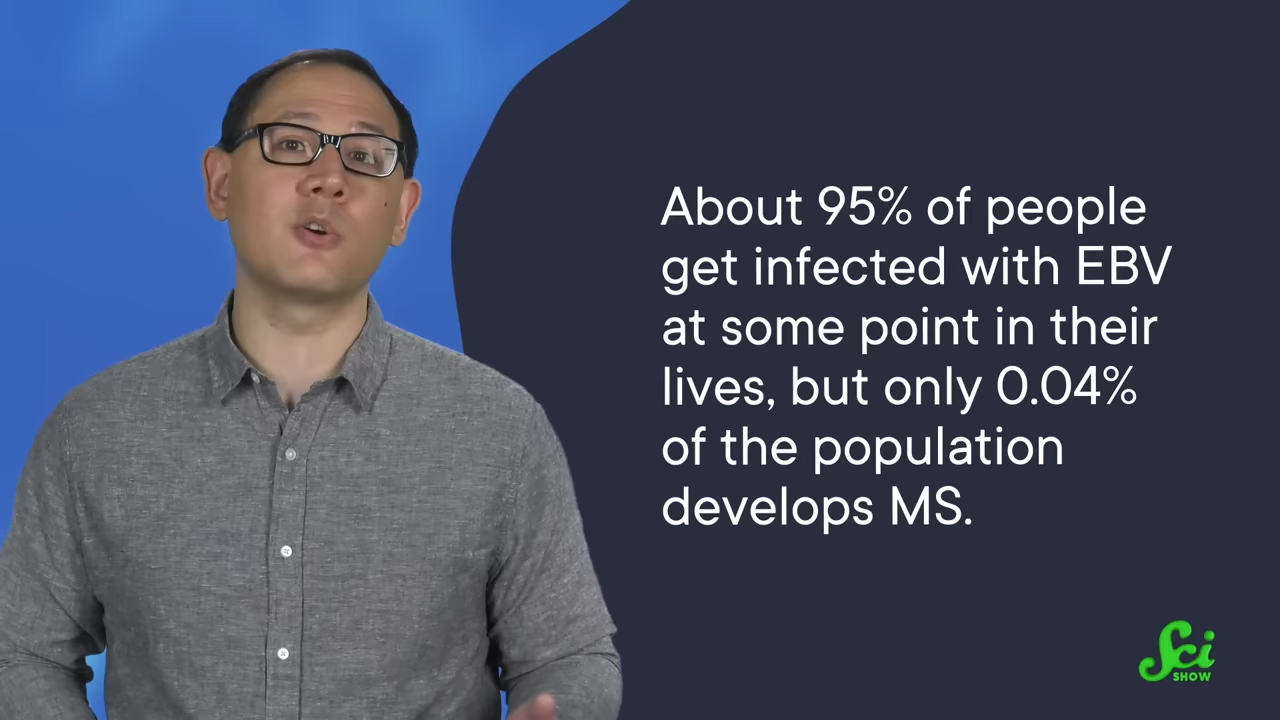 About 95% of people
get infected with EBV
at some point in their
lives, but only 0.04%
of the population
develops MS.
Sci
SHOW